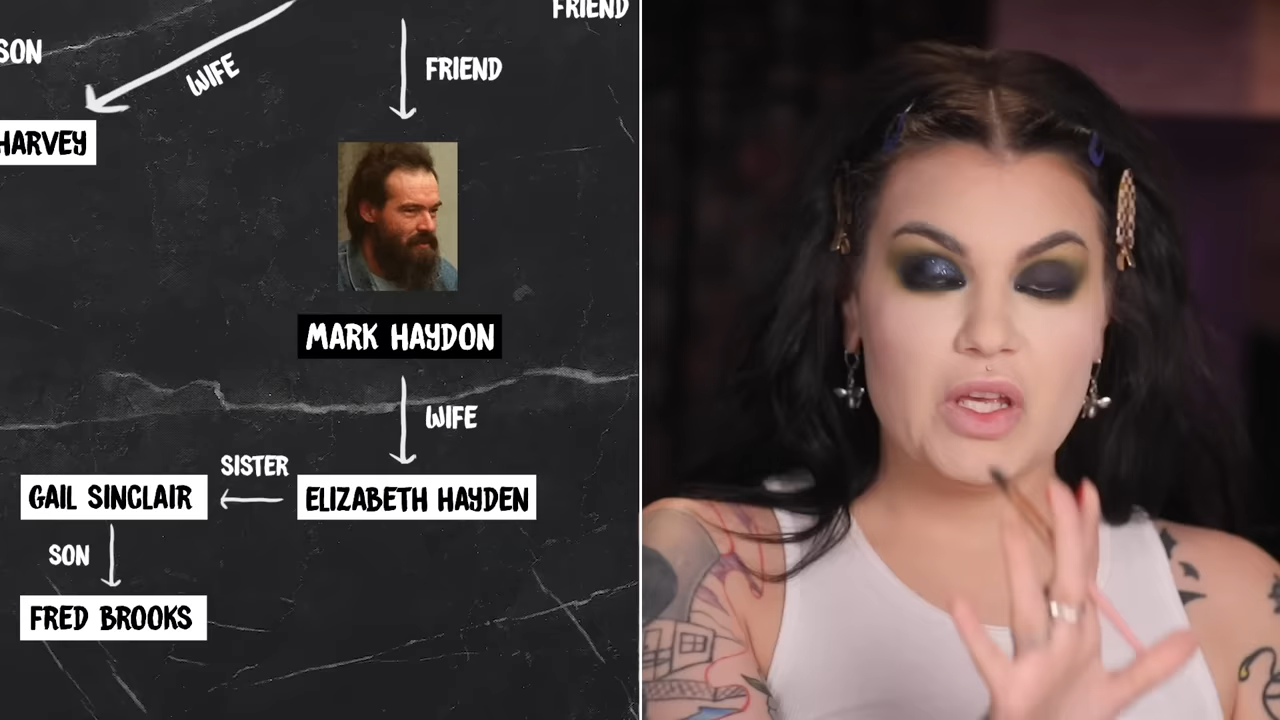 FRIEND
SON
WIFE
FRIEND
HARVEY
MARK HAYDON
WIFE
SISTER
GAIL SINCLAIR
ELIZABETH HAYDEN
SON
FRED BROOKS